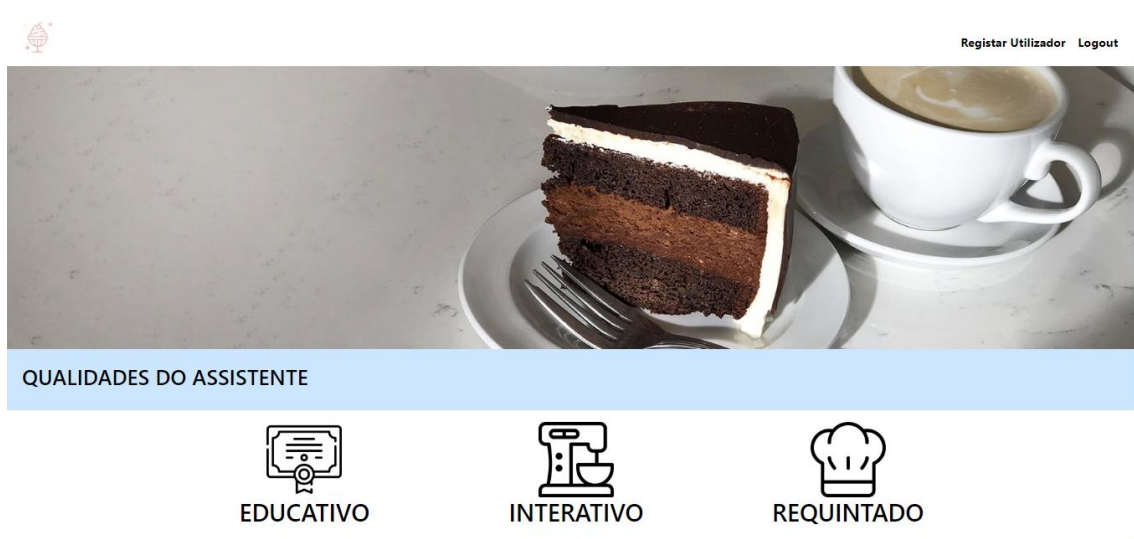 Registar Utilizador Logout
QUALIDADES DO ASSISTENTE
EDUCATIVO INTERATIVO REQUINTADO